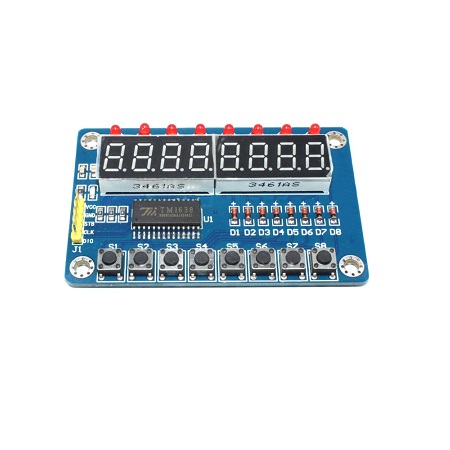 3461AS 3461AS
TM1638
U1
VCC
GND
STB
CLK
DIO
J1
D1 D2 D3 D4 D5 D6 D7 D8
S1 S2 S3 S4 S5 S6 S7 S8